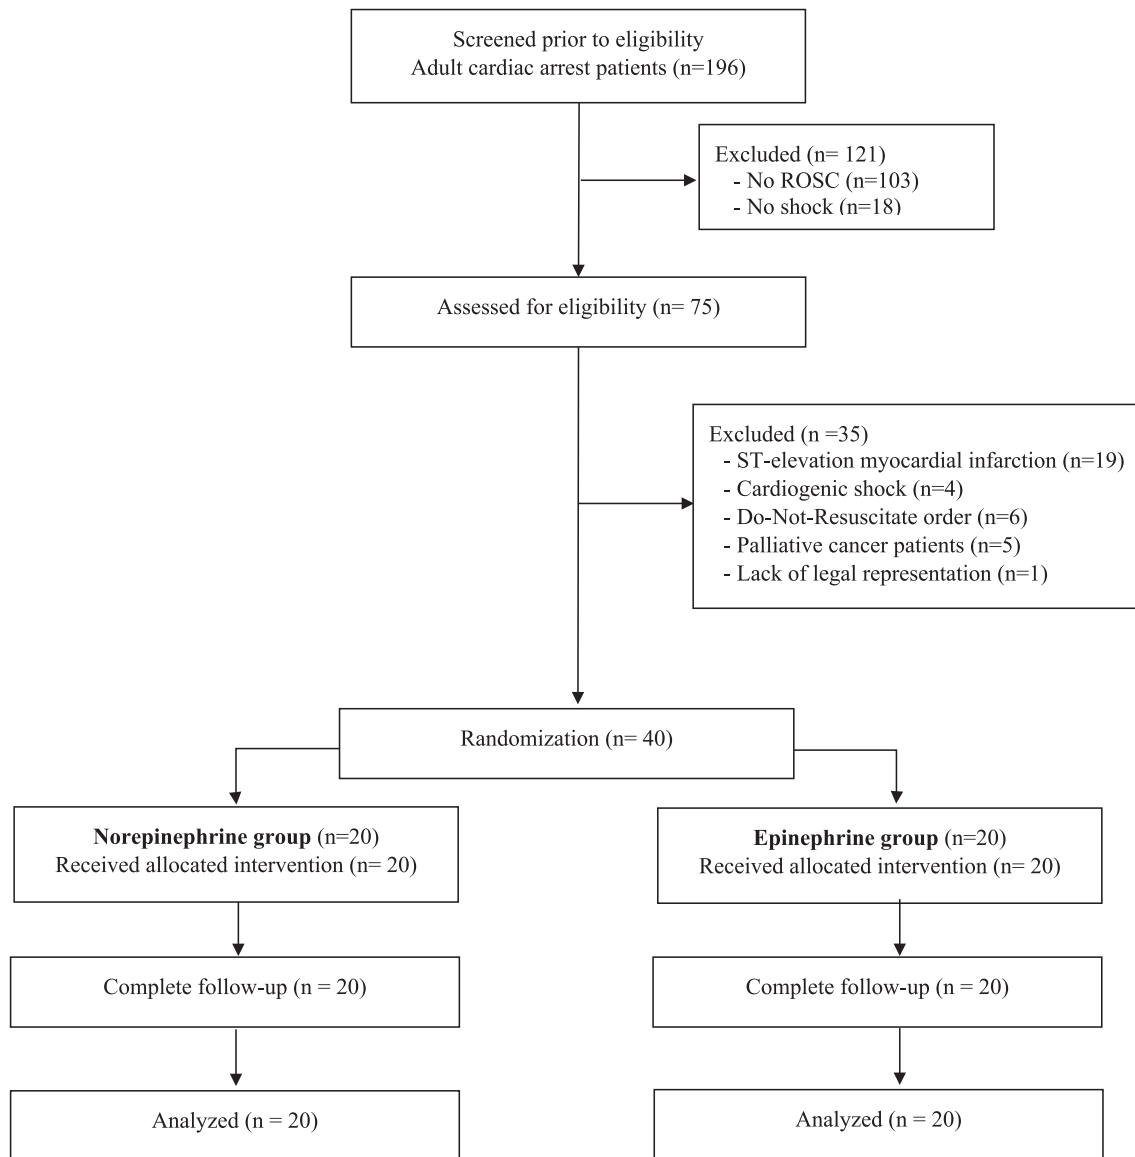 Screened prior to eligibility
Adult cardiac arrest patients (n=196)
Excluded (n= 121)
- No ROSC (n=103)
- No shock (n=18)
Assessed for eligibility (n= 75)
Excluded (n =35)
- ST-elevation myocardial infarction (n=19)
- Cardiogenic shock (n=4)
- Do-Not-Resuscitate order (n=6)
- Palliative cancer patients (n=5)
- Lack of legal representation (n=1)
Randomization (n= 40)
Norepinephrine group (n=20)
Received allocated intervention (n= 20)
Epinephrine group (n=20)
Received allocated intervention (n= 20)
Complete follow-up (n = 20)
Complete follow-up (n = 20)
Analyzed (n = 20)
Analyzed (n = 20)